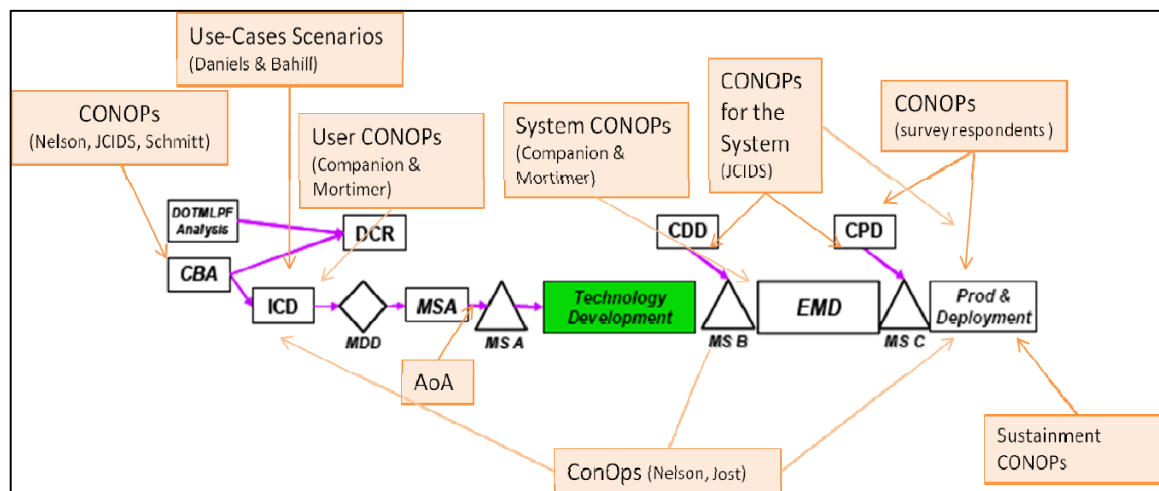 Use-Cases Scenarios
(Daniels & Bahill)
CONOPs
(Nelson, JCIDS, Schmitt)
User CONOPs
(Companion &
Mortimer)
System CONOPs
(Companion &
Mortimer)
CONOPs
for the
System
(JCIDS)
CONOPs
(survey respondents )
DOTMLPF
Analysis
DCR
CBA
ICD
MDD
MSA
MS A
Technology
Development
CDD
MS B
EMD
CPD
MS C
Prod &
Deployment
AoA
ConOps (Nelson, Jost)
Sustainment
CONOPs